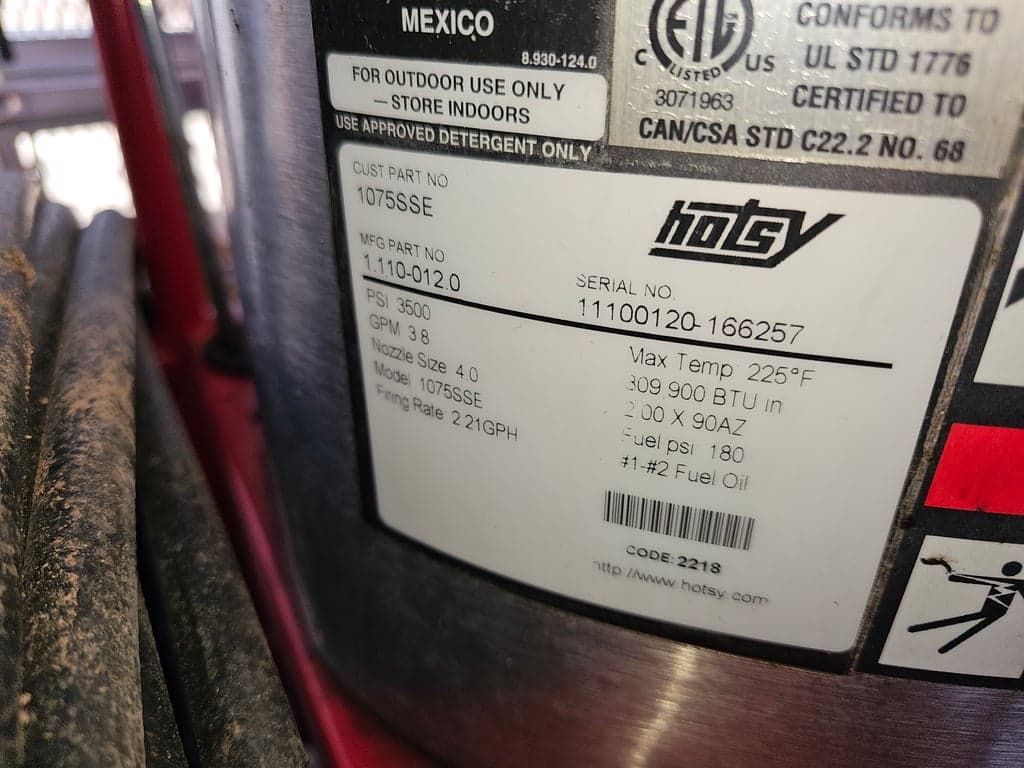 MEXICO
8.930-124.0
FOR OUTDOOR USE ONLY
— STORE INDOORS
USE APPROVED DETERGENT ONLY
ETL
C LISTED US
3071963
CONFORMS TO
UL STD 1776
CERTIFIED TO
CAN/CSA STD C22.2 NO. 68
CUST PART NO
1075SSE
hotsy
MFG PART NO
1.110-012.0
SERIAL NO.
11100120-166257
PSI 3500
GPM 3.8
Nozzle Size 4.0
Model 1075SSE
Firing Rate 2.21GPH
Max Temp 225°F
309,900 BTU in
2.00 X 90AZ
Fuel psi 180
#1-#2 Fuel Oil
CODE: 2218
http://www.hotsy.com